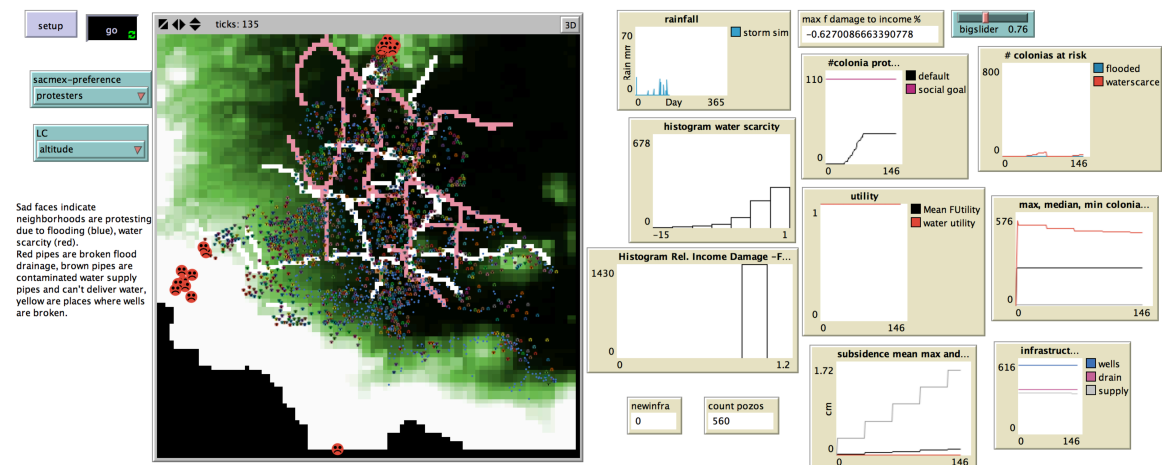 setup
go
sacmex-preference
protesters
LC
altitude
Sad faces indicate
neighborhoods are protesting
due to flooding (blue), water
scarcity (red).
Red pipes are broken flood
drainage, brown pipes are
contaminated water supply
pipes and can't deliver water,
yellow are places where wells
are broken.
ticks: 135
3D
rainfall
70
Rain mm
0
0
Day
365
storm sim
max f damage to income %
-0.6270086663390778
bigslider 0.76
#colonia prot...
110
0
0
146
default
social goal
# colonias at risk
800
0
0
146
flooded
waterscarce
histogram water scarcity
678
0
-15
1
utility
1
0
0
146
Mean FUtility
water utility
max, median, min colonia...
576
0
0
146
Histogram Rel. Income Damage -F...
1430
0
0
1.2
subsidence mean max and...
1.72
cm
0
0
146
infrastruct...
616
0
0
146
wells
drain
supply
newinfra
0
count pozos
560